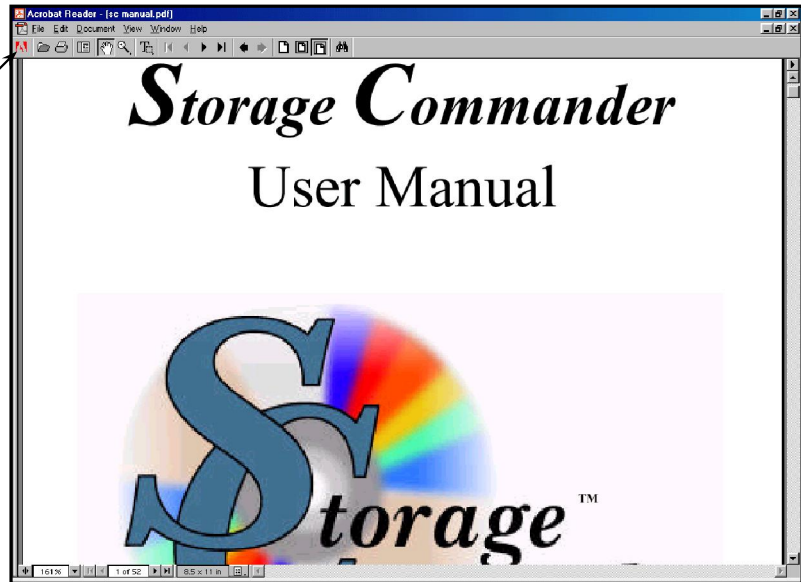 Acrobat Reader - [sc manual.pdf]
File Edit Document View Window Help
Storage Commander
User Manual
Storage™
161% 1 of 52 8.5 x 11 in